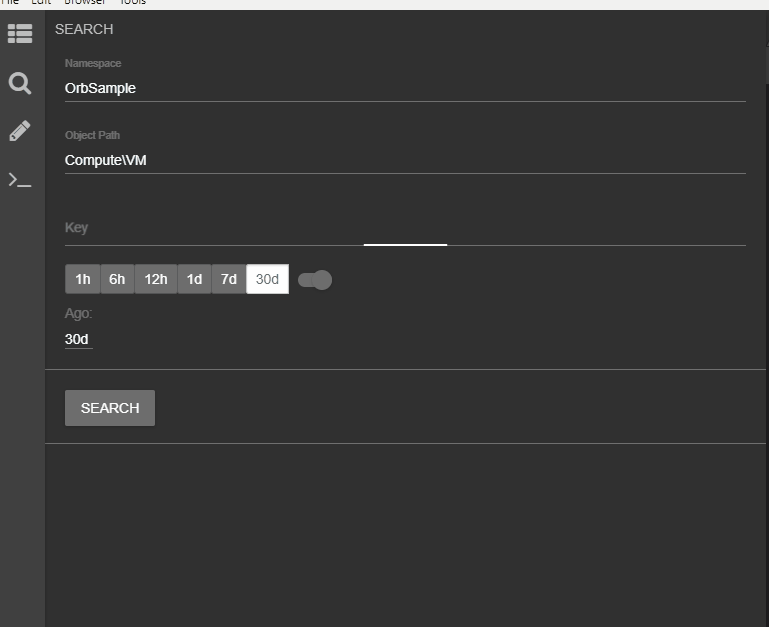 File Edit Browser Tools
SEARCH
Namespace
OrbSample
Object Path
Compute\VM
Key
1h 6h 12h 1d 7d 30d
Ago:
30d
SEARCH